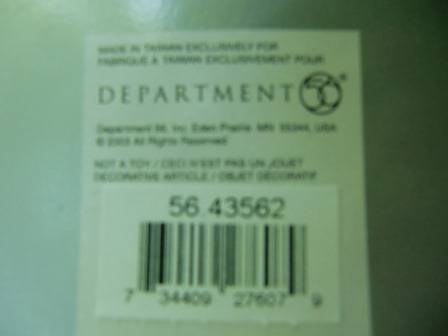 MADE IN TAIWAN EXCLUSIVELY FOR
FABRIQUÉ À TAIWAN EXCLUSIVEMENT POUR
DEPARTMENT 56 ®
Department 56, Inc. Eden Prairie MN 55344, USA
© 2003 All Rights Reserved
NOT A TOY / CECI N'EST PAS UN JOUET
DECORATIVE ARTICLE / OBJET DÉCORATIF
56.43562
7 34409 27607 9